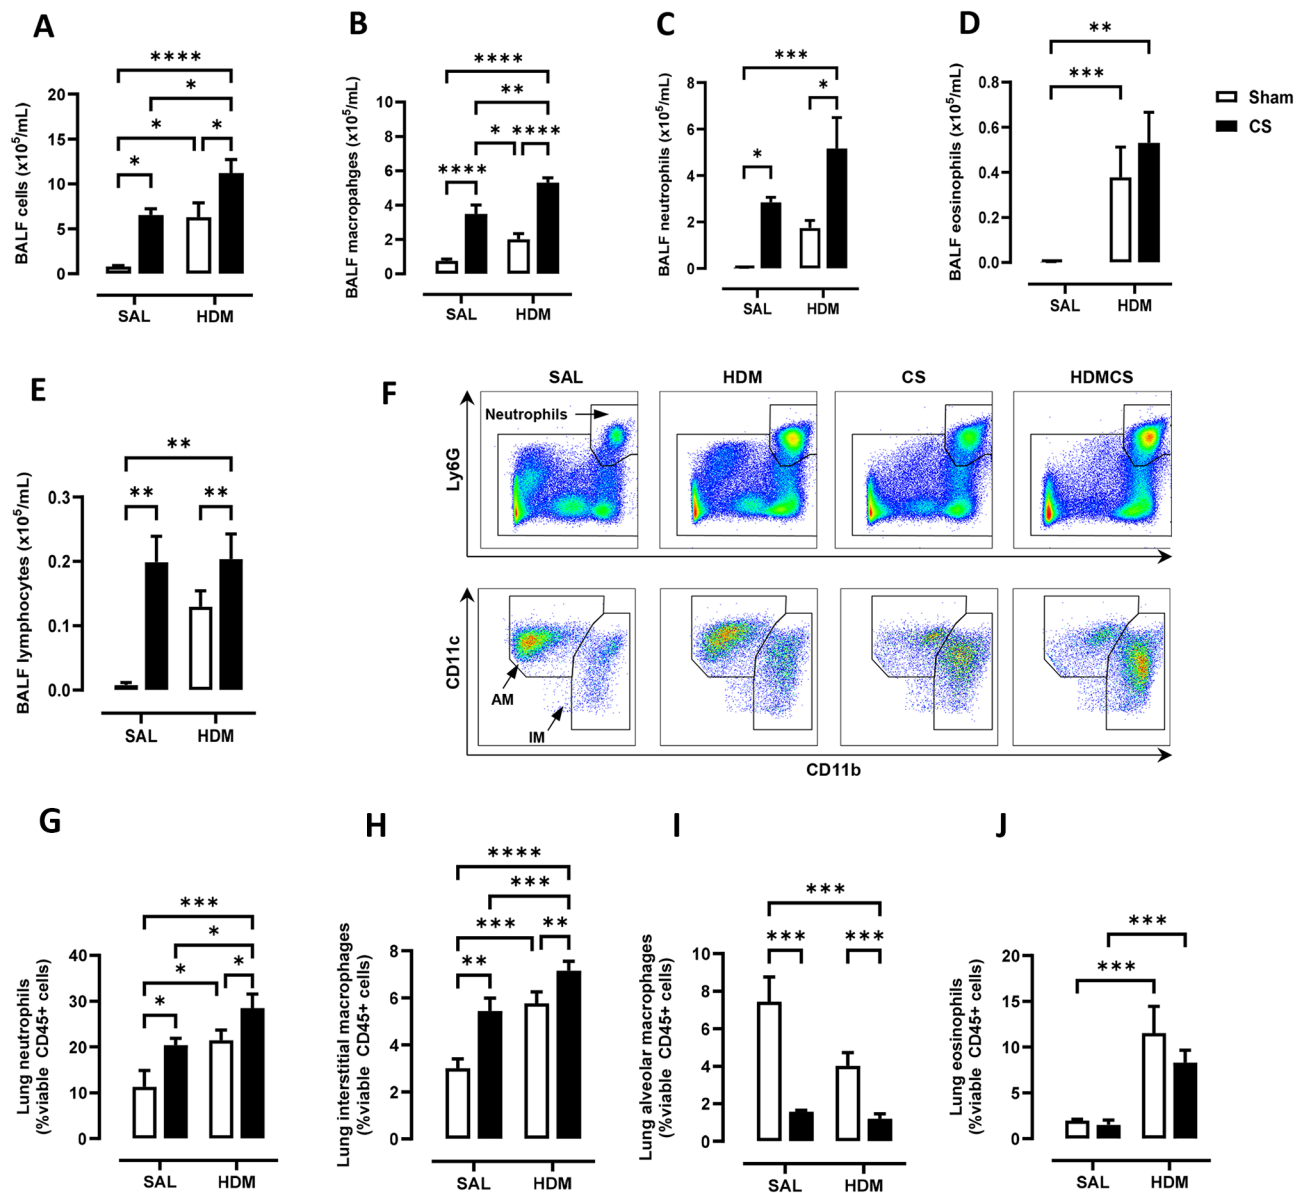 A
BALF cells (x10⁵/mL)
20
15
10
5
0
****
*
*
*
*
SAL HDM
B
BALF macropahges (x10⁵/mL)
10
8
6
4
2
0
****
**
* ****
****
SAL HDM
C
BALF neutrophils (x10⁵/mL)
8
6
4
2
0
***
*
*
SAL HDM
D
BALF eosinophils (x10⁵/mL)
0.8
0.6
0.4
0.2
0.0
**
***
SAL HDM
Sham
CS
E
BALF lymphocytes (x10⁵/mL)
0.3
0.2
0.1
0.0
**
** **
SAL HDM
F
SAL HDM CS HDMCS
Neutrophils
Ly6G
CD11c
AM
IM
CD11b
G
Lung neutrophils
(%viable CD45+ cells)
40
30
20
10
0
***
*
*
*
*
SAL HDM
H
Lung interstitial macrophages
(%viable CD45+ cells)
8
6
4
2
0
****
***
***
**
**
SAL HDM
I
Lung alveolar macrophages
(%viable CD45+ cells)
10
8
6
4
2
0
***
*** ***
SAL HDM
J
Lung eosinophils
(%viable CD45+ cells)
20
15
10
5
0
***
***
SAL HDM